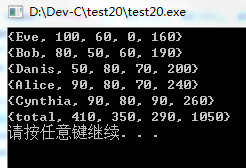 D:\Dev-C\test20\test20.exe
{Eve, 100, 60, 0, 160}
{Bob, 80, 50, 60, 190}
{Danis, 50, 80, 70, 200}
{Alice, 90, 80, 70, 240}
{Cynthia, 90, 80, 90, 260}
{total, 410, 350, 290, 1050}
请按任意键继续. . .